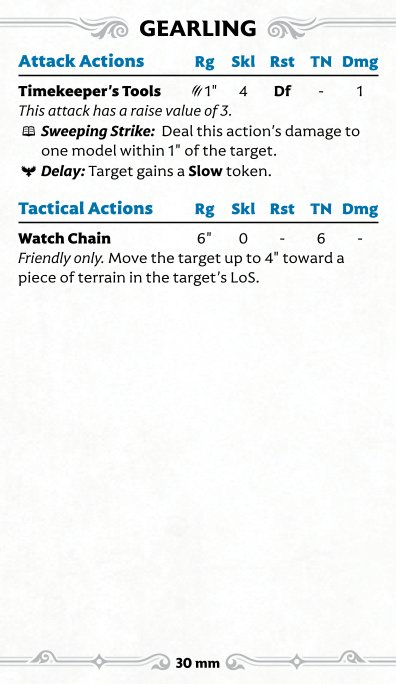 GEARLING
Attack Actions Rg Skl Rst TN Dmg
Timekeeper's Tools 1" 4 Df - 1
This attack has a raise value of 3.
Sweeping Strike: Deal this action's damage to
one model within 1" of the target.
Delay: Target gains a Slow token.
Tactical Actions Rg Skl Rst TN Dmg
Watch Chain 6" 0 - 6 -
Friendly only. Move the target up to 4" toward a
piece of terrain in the target's LoS.
30 mm